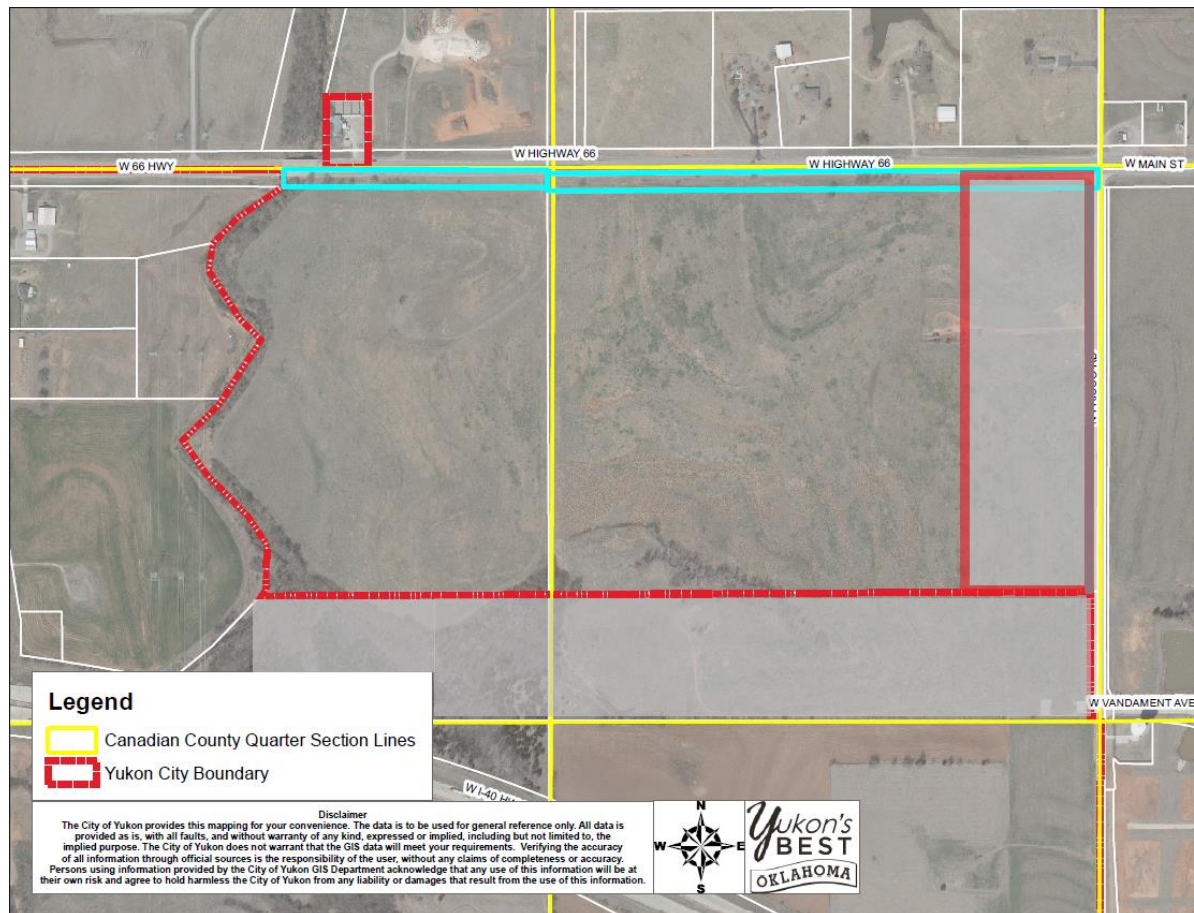 W 66 HWY
W HIGHWAY 66
W HIGHWAY 66
W MAIN ST
W VANDAMENT AVE
W I-40
Legend
Canadian County Quarter Section Lines
Yukon City Boundary
Disclaimer
The City of Yukon provides this mapping for your convenience. The data is to be used for general reference only. All data is
provided as is, with all faults, and without warranty of any kind, expressed or implied, including but not limited to, the
implied purpose. The City of Yukon does not warrant that the GIS data will meet your requirements. Verifying the accuracy
of all information through official sources is the responsibility of the user, without any claims of completeness or accuracy.
Persons using information provided by the City of Yukon GIS Department acknowledge that any use of this information will be at
their own risk and agree to hold harmless the City of Yukon from any liability or damages that result from the use of this information.
N
W E
S
Yukon's
BEST
OKLAHOMA